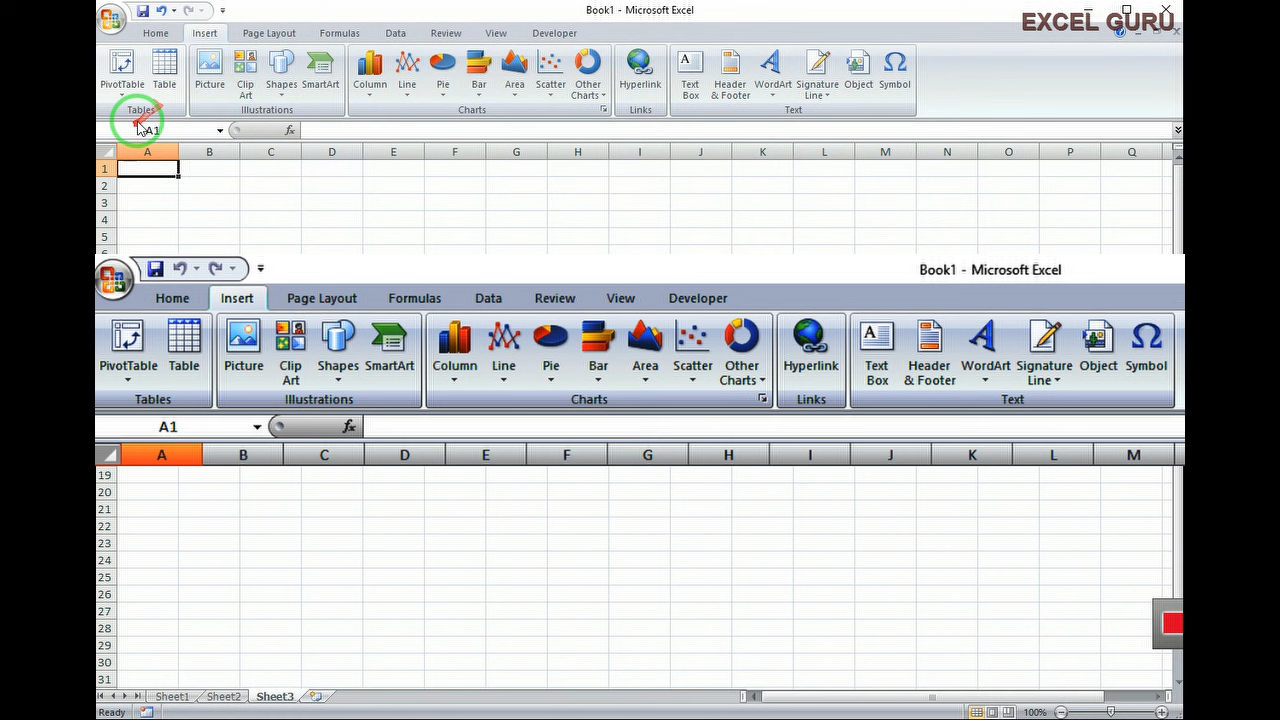 Book1 - Microsoft Excel
EXCEL GURU
Home Insert Page Layout Formulas Data Review View Developer
PivotTable Table Picture Clip Art Shapes SmartArt Column Line Pie Bar Area Scatter Other Charts Hyperlink Text Box Header & Footer WordArt Signature Line Object Symbol
Tables Illustrations Charts Links Text
A1 fx
A B C D E F G H I J K L M N O P Q
1
2
3
4
5
6
Book1 - Microsoft Excel
Home Insert Page Layout Formulas Data Review View Developer
PivotTable Table Picture Clip Art Shapes SmartArt Column Line Pie Bar Area Scatter Other Charts Hyperlink Text Box Header & Footer WordArt Signature Line Object Symbol
Tables Illustrations Charts Links Text
A1 fx
A B C D E F G H I J K L M
19
20
21
22
23
24
25
26
27
28
29
30
31
Sheet1 Sheet2 Sheet3
Ready 100%